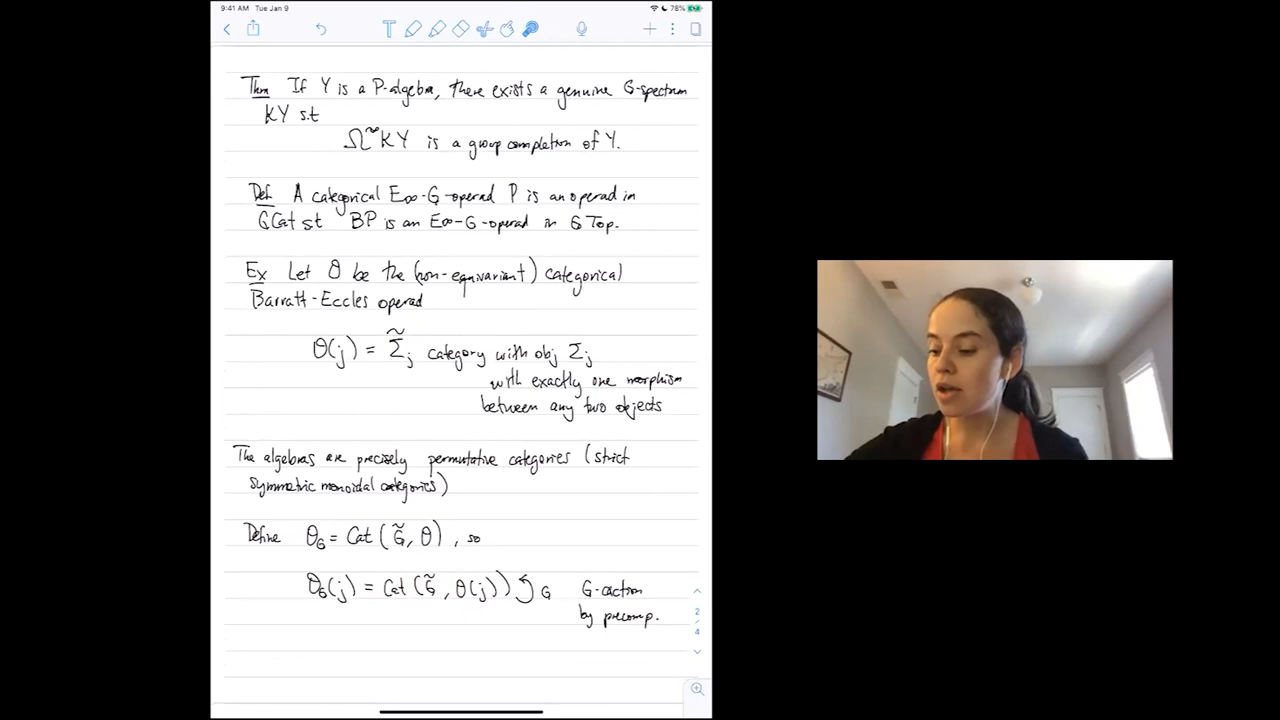 9:41 AM Tue Jan 9
78%
Thm If Y is a P-algebra, there exists a genuine G-spectrum
KY s.t
Ω^∞ KY is a group completion of Y.
Def A categorical E∞-G-operad P is an operad in
GCat st BP is an E∞-G-operad in G Top.
Ex Let O be the (non-equivariant) categorical
Barratt-Eccles operad
O(j) = Σ̃_j category with obj Σ_j
with exactly one morphism
between any two objects
The algebras are precisely permutative categories (strict
symmetric monoidal categories)
Define O_G = Cat(G̃, O), so
O_G(j) = Cat(G̃, O(j)) ↺ G G-action
by precomp.
2
/
4